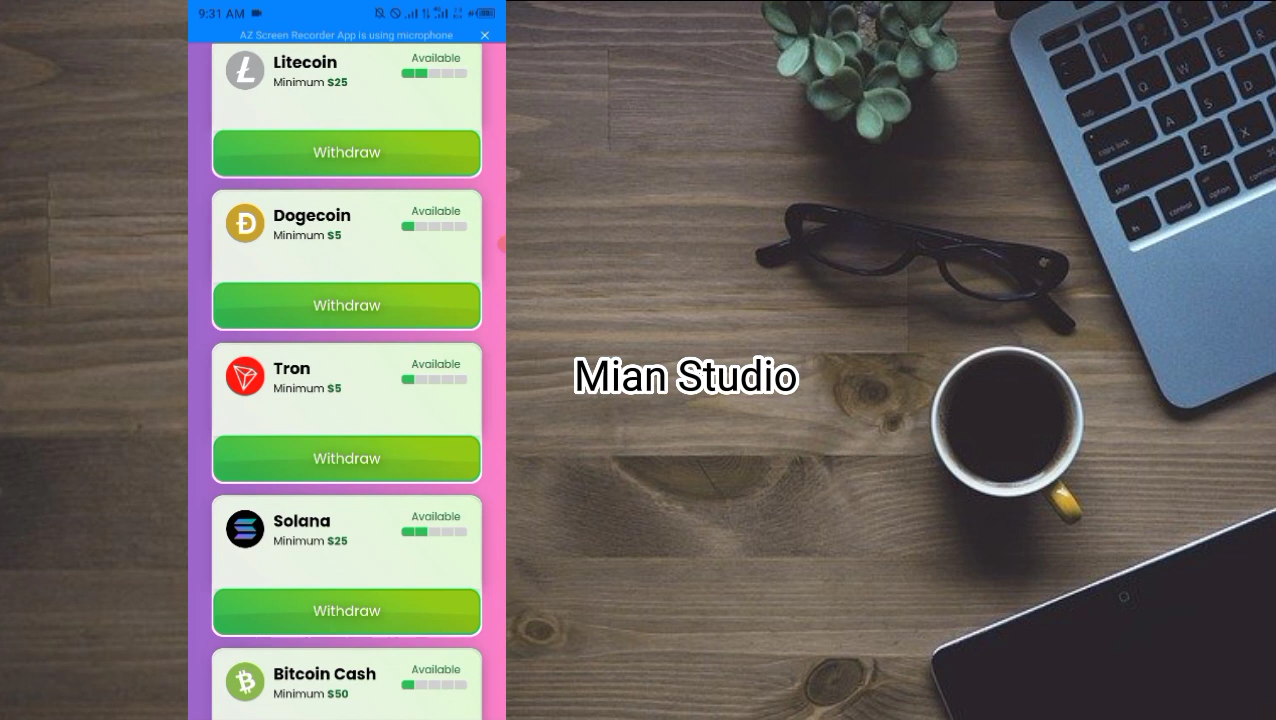 9:31 AM
AZ Screen Recorder App is using microphone
Litecoin
Available
Minimum $25
Withdraw
Dogecoin
Available
Minimum $5
Withdraw
Tron
Available
Minimum $5
Withdraw
Solana
Available
Minimum $25
Withdraw
Bitcoin Cash
Available
Minimum $50
Mian Studio